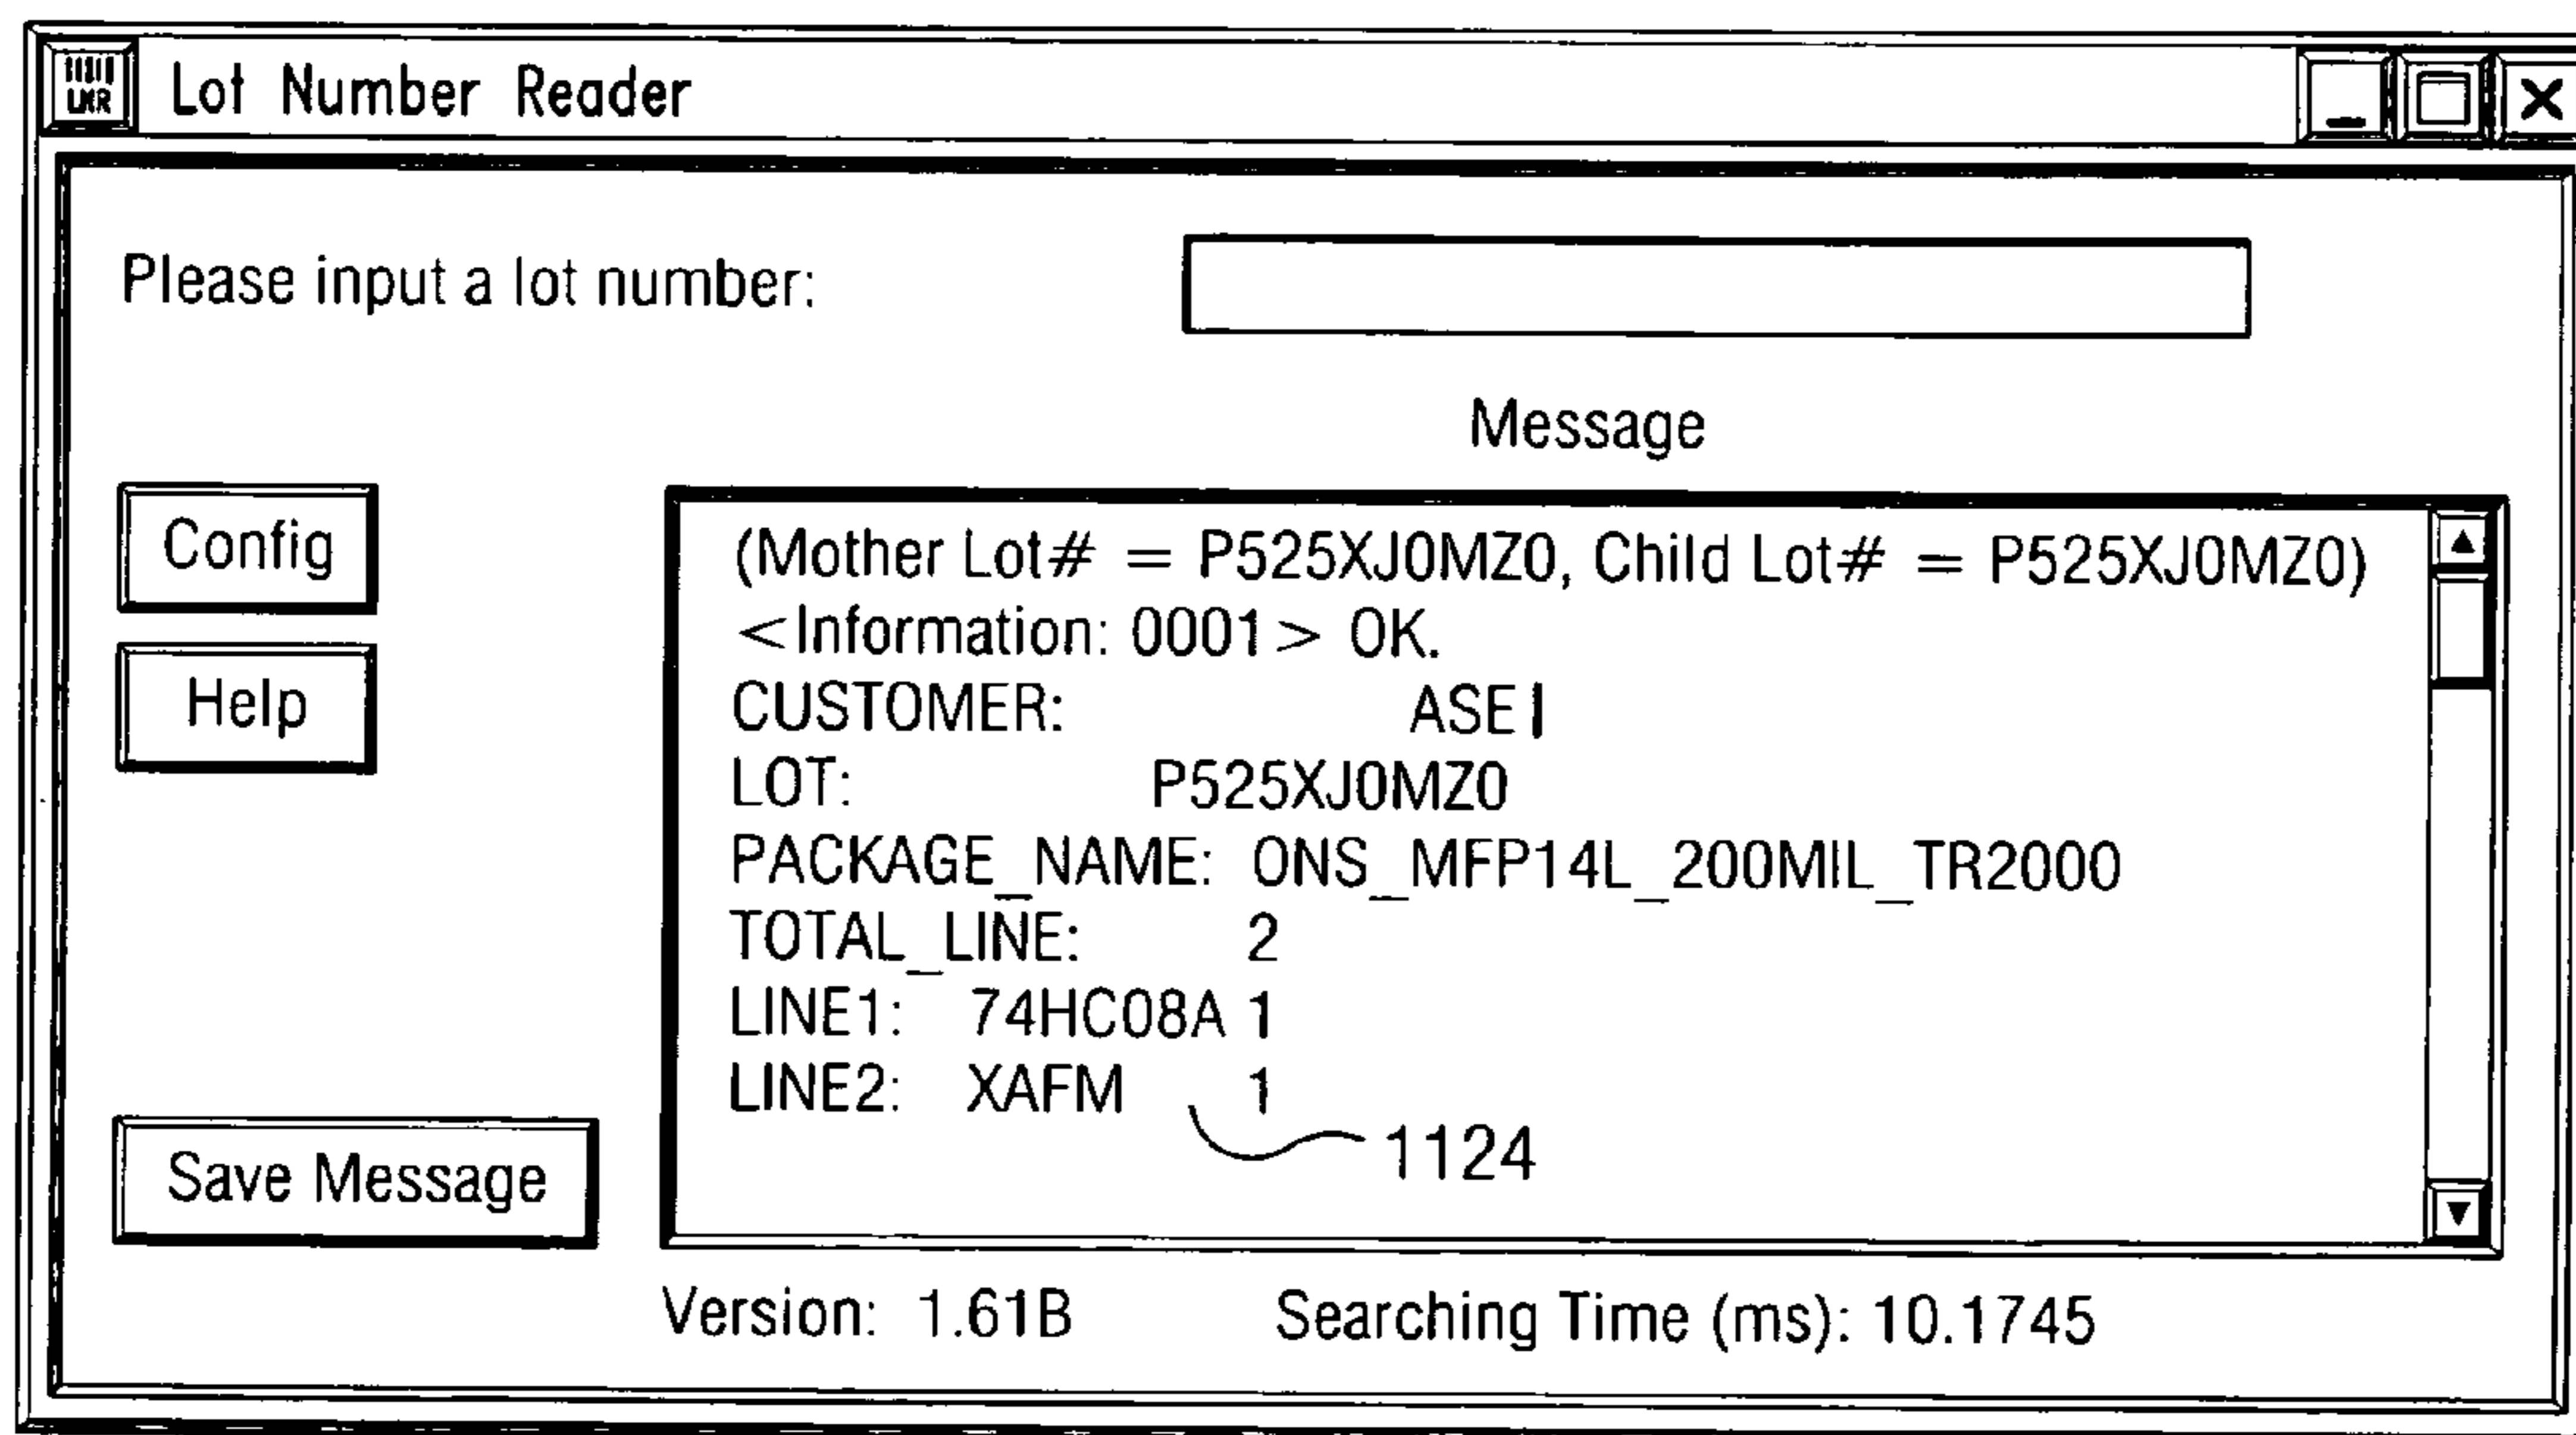 LNR Lot Number Reader
Please input a lot number:
Message
Config
Help
Save Message
(Mother Lot# = P525XJ0MZ0, Child Lot# = P525XJ0MZ0)
<Information: 0001> OK.
CUSTOMER: ASE I
LOT: P525XJ0MZ0
PACKAGE_NAME: ONS_MFP14L_200MIL_TR2000
TOTAL_LINE: 2
LINE1: 74HC08A 1
LINE2: XAFM 1
1124
Version: 1.61B Searching Time (ms): 10.1745